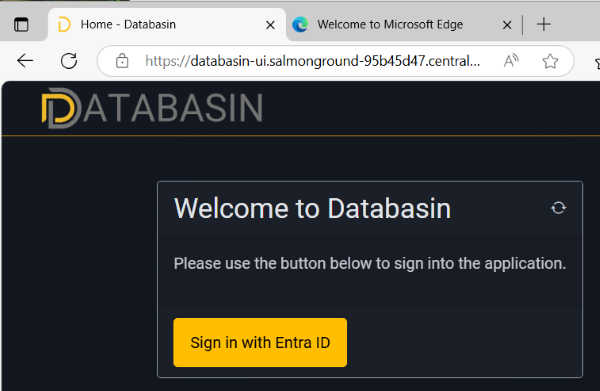 Home - Databasin
Welcome to Microsoft Edge
https://databasin-ui.salmonground-95b45d47.central...
DATABASIN
Welcome to Databasin
Please use the button below to sign into the application.
Sign in with Entra ID